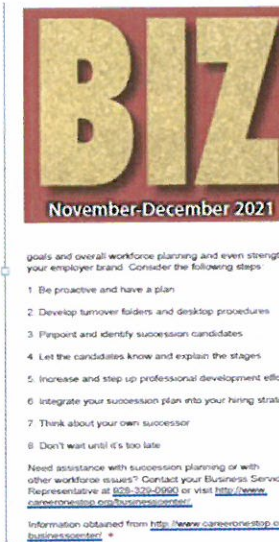 BIZ
November-December 2021
goals and overall workforce planning and even strengt
your employer brand. Consider the following steps:
1. Be proactive and have a plan
2. Develop turnover folders and desktop procedures
3. Pinpoint and identify succession candidates
4. Let the candidates know and explain the stages
5. Increase and step up professional development effo
6. Integrate your succession plan into your hiring strat
7. Think about your own successor
8. Don't wait until it's too late
Need assistance with succession planning or with
other workforce issues? Contact your Business Servic
Representative at 928-329-0990 or visit http://www.
careeronestop.org/businesscenter/.
Information obtained from http://www.careeronestop.o
businesscenter/